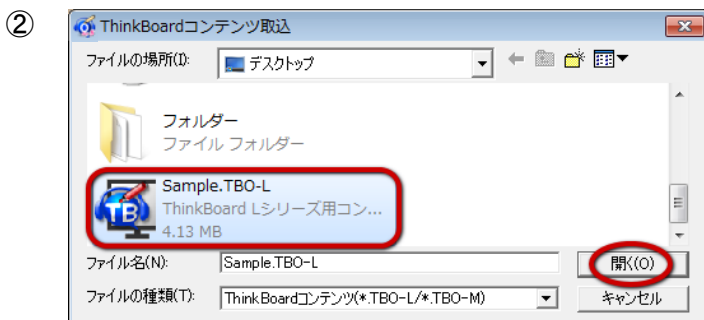 ②
ThinkBoardコンテンツ取込
ファイルの場所(I):
デスクトップ
フォルダー
ファイル フォルダー
Sample.TBO-L
ThinkBoard Lシリーズ用コン...
4.13 MB
ファイル名(N):
Sample.TBO-L
開く(O)
ファイルの種類(T):
ThinkBoardコンテンツ(*.TBO-L/*.TBO-M)
キャンセル